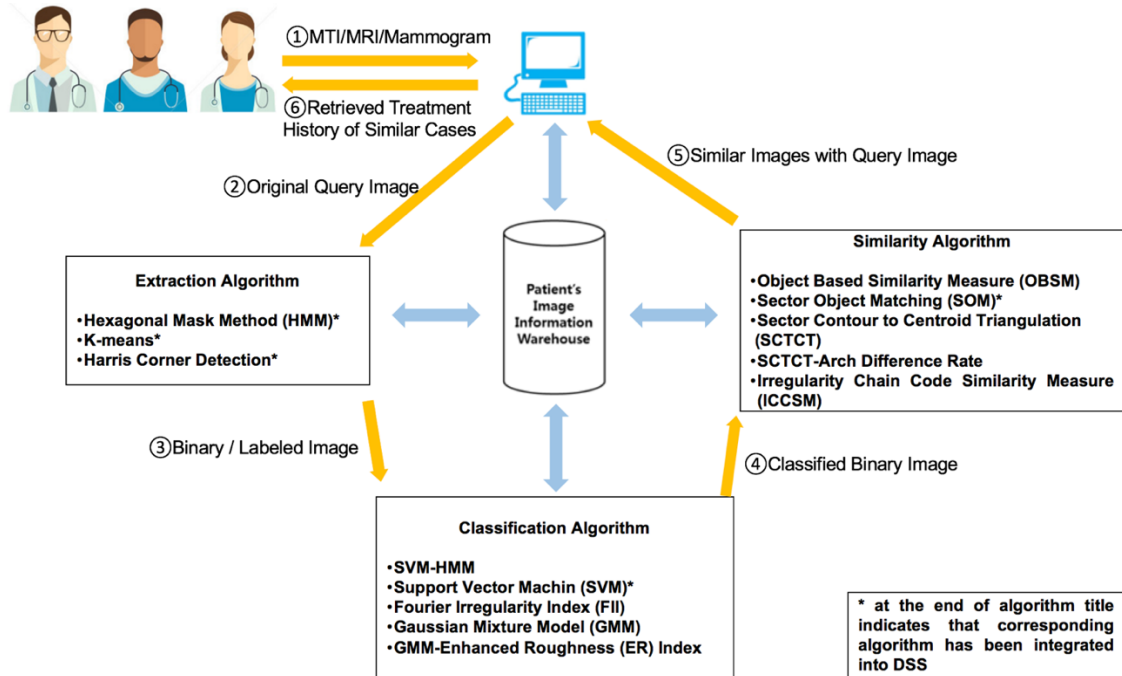 ①MTI/MRI/Mammogram
⑥Retrieved Treatment
History of Similar Cases
②Original Query Image
⑤Similar Images with Query Image
Extraction Algorithm
•Hexagonal Mask Method (HMM)*
•K-means*
•Harris Corner Detection*
Patient's
Image
Information
Warehouse
Similarity Algorithm
•Object Based Similarity Measure (OBSM)
•Sector Object Matching (SOM)*
•Sector Contour to Centroid Triangulation
(SCTCT)
•SCTCT-Arch Difference Rate
•Irregularity Chain Code Similarity Measure
(ICCSM)
③Binary / Labeled Image
④Classified Binary Image
Classification Algorithm
•SVM-HMM
•Support Vector Machin (SVM)*
•Fourier Irregularity Index (FII)
•Gaussian Mixture Model (GMM)
•GMM-Enhanced Roughness (ER) Index
* at the end of algorithm title
indicates that corresponding
algorithm has been integrated
into DSS